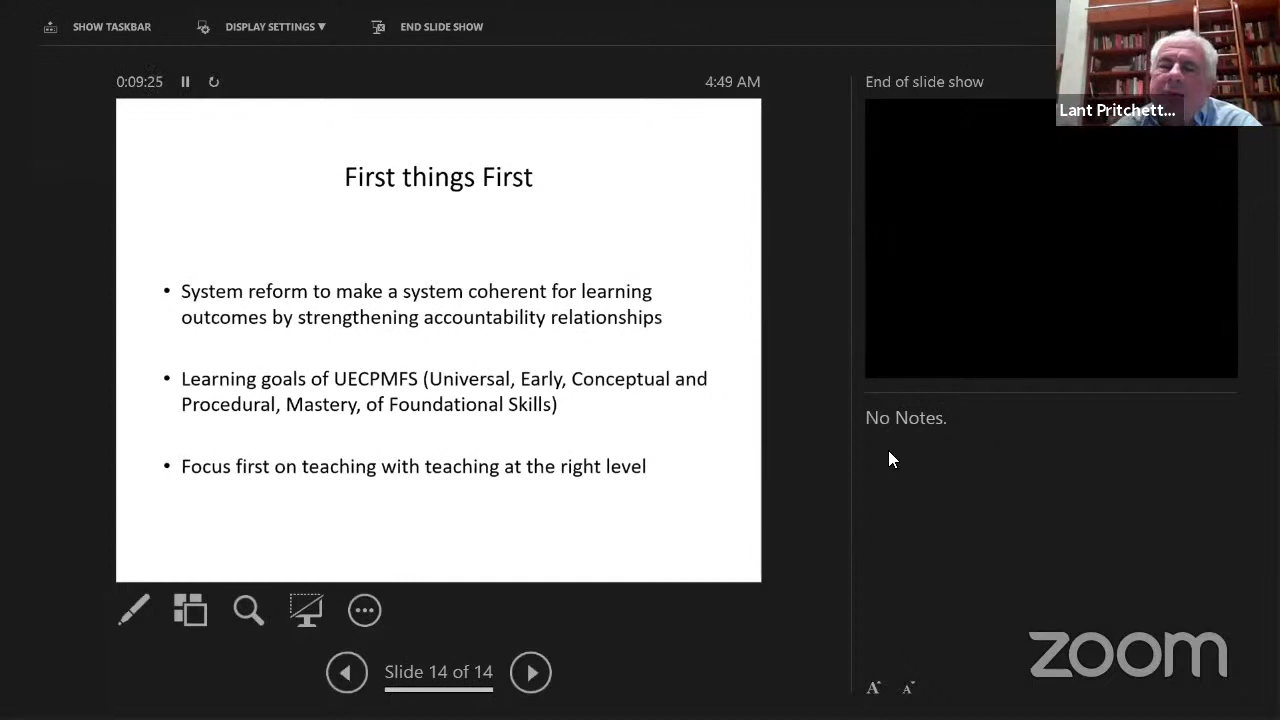 SHOW TASKBAR
DISPLAY SETTINGS ▼
END SLIDE SHOW
0:09:25
4:49 AM
End of slide show
Lant Pritchett...
First things First
• System reform to make a system coherent for learning
outcomes by strengthening accountability relationships
• Learning goals of UECPMFS (Universal, Early, Conceptual and
Procedural, Mastery, of Foundational Skills)
• Focus first on teaching with teaching at the right level
No Notes.
Slide 14 of 14
A A
zoom